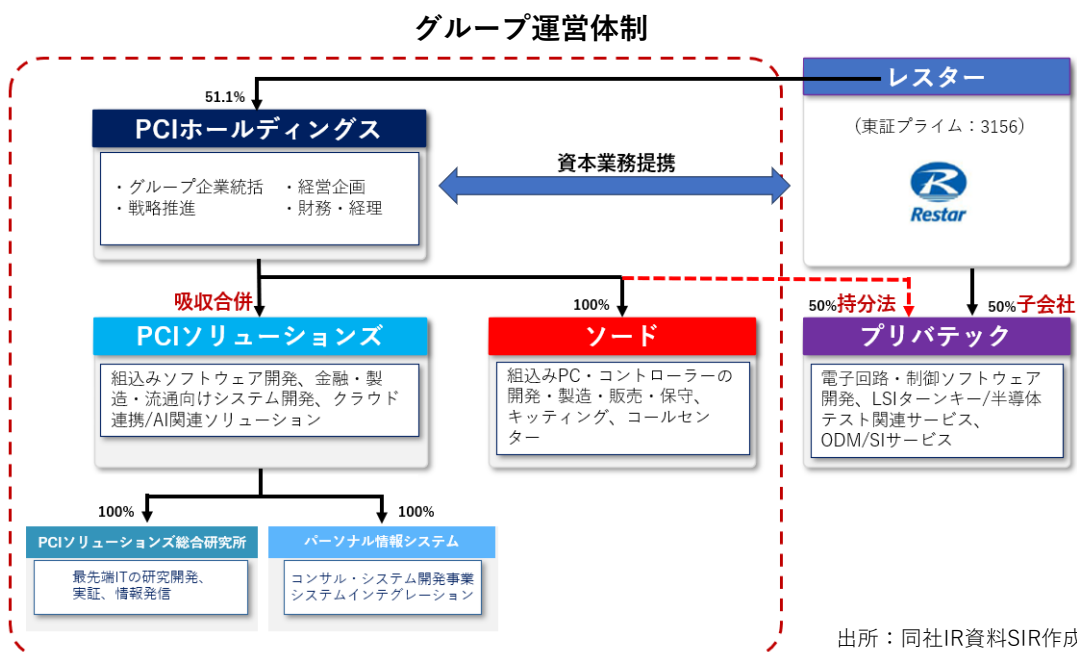 グループ運営体制
レスター
(東証プライム：3156)
Restar
51.1%
PCIホールディングス
・グループ企業統括 ・経営企画
・戦略推進 ・財務・経理
資本業務提携
吸収合併
PCIソリューションズ
組込みソフトウェア開発、金融・製
造・流通向けシステム開発、クラウド
連携/AI関連ソリューション
100%
ソード
組込みPC・コントローラーの
開発・製造・販売・保守、
キッティング、コールセン
ター
50%持分法
50%子会社
プリバテック
電子回路・制御ソフトウェア
開発、LSIターンキー/半導体
テスト関連サービス、
ODM/SIサービス
100%
PCIソリューションズ総合研究所
最先端ITの研究開発、
実証、情報発信
100%
パーソナル情報システム
コンサル・システム開発事業
システムインテグレーション
出所：同社IR資料SIR作成